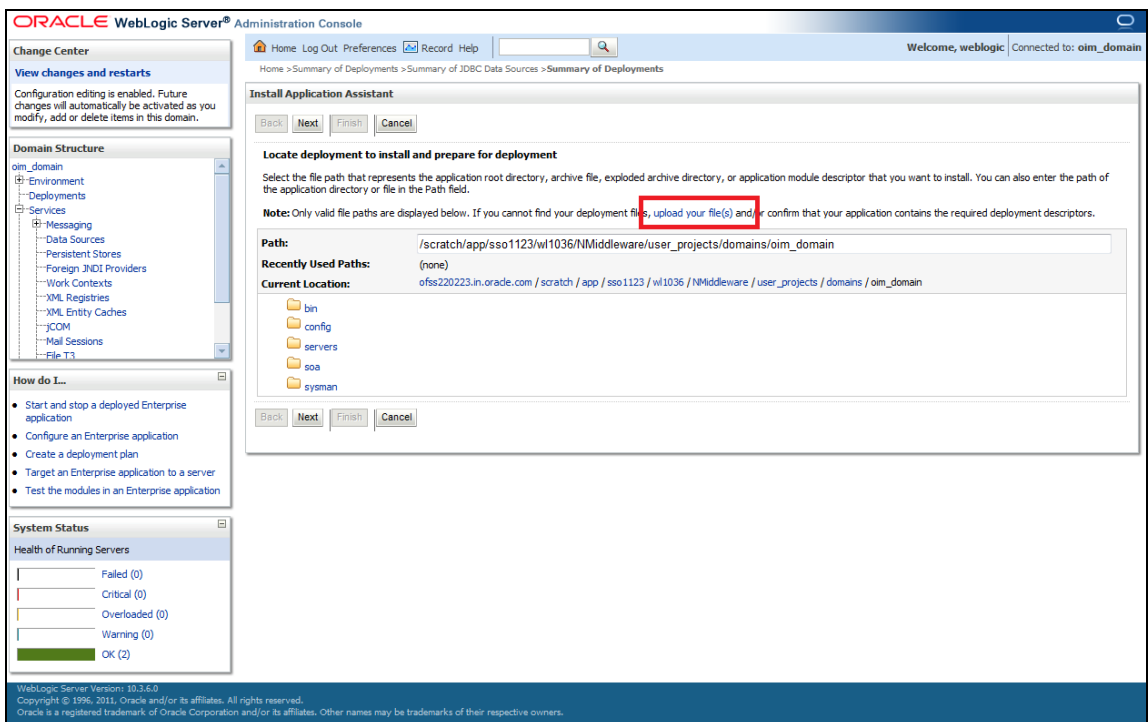 ORACLE WebLogic Server® Administration Console
Change Center
View changes and restarts
Configuration editing is enabled. Future
changes will automatically be activated as you
modify, add or delete items in this domain.
Domain Structure
oim_domain
Environment
Deployments
Services
Messaging
Data Sources
Persistent Stores
Foreign JNDI Providers
Work Contexts
XML Registries
XML Entity Caches
jCOM
Mail Sessions
File T3
How do I...
Start and stop a deployed Enterprise
application
Configure an Enterprise application
Create a deployment plan
Target an Enterprise application to a server
Test the modules in an Enterprise application
System Status
Health of Running Servers
Failed (0)
Critical (0)
Overloaded (0)
Warning (0)
OK (2)
Home Log Out Preferences Record Help
Welcome, weblogic Connected to: oim_domain
Home >Summary of Deployments >Summary of JDBC Data Sources >Summary of Deployments
Install Application Assistant
Back Next Finish Cancel
Locate deployment to install and prepare for deployment
Select the file path that represents the application root directory, archive file, exploded archive directory, or application module descriptor that you want to install. You can also enter the path of
the application directory or file in the Path field.
Note: Only valid file paths are displayed below. If you cannot find your deployment files, upload your file(s) and/or confirm that your application contains the required deployment descriptors.
Path: /scratch/app/sso1123/wl1036/NMiddleware/user_projects/domains/oim_domain
Recently Used Paths: (none)
Current Location: ofss220223.in.oracle.com / scratch / app / sso1123 / wl1036 / NMiddleware / user_projects / domains / oim_domain
bin
config
servers
soa
sysman
Back Next Finish Cancel
WebLogic Server Version: 10.3.6.0
Copyright © 1996, 2011, Oracle and/or its affiliates. All rights reserved.
Oracle is a registered trademark of Oracle Corporation and/or its affiliates. Other names may be trademarks of their respective owners.